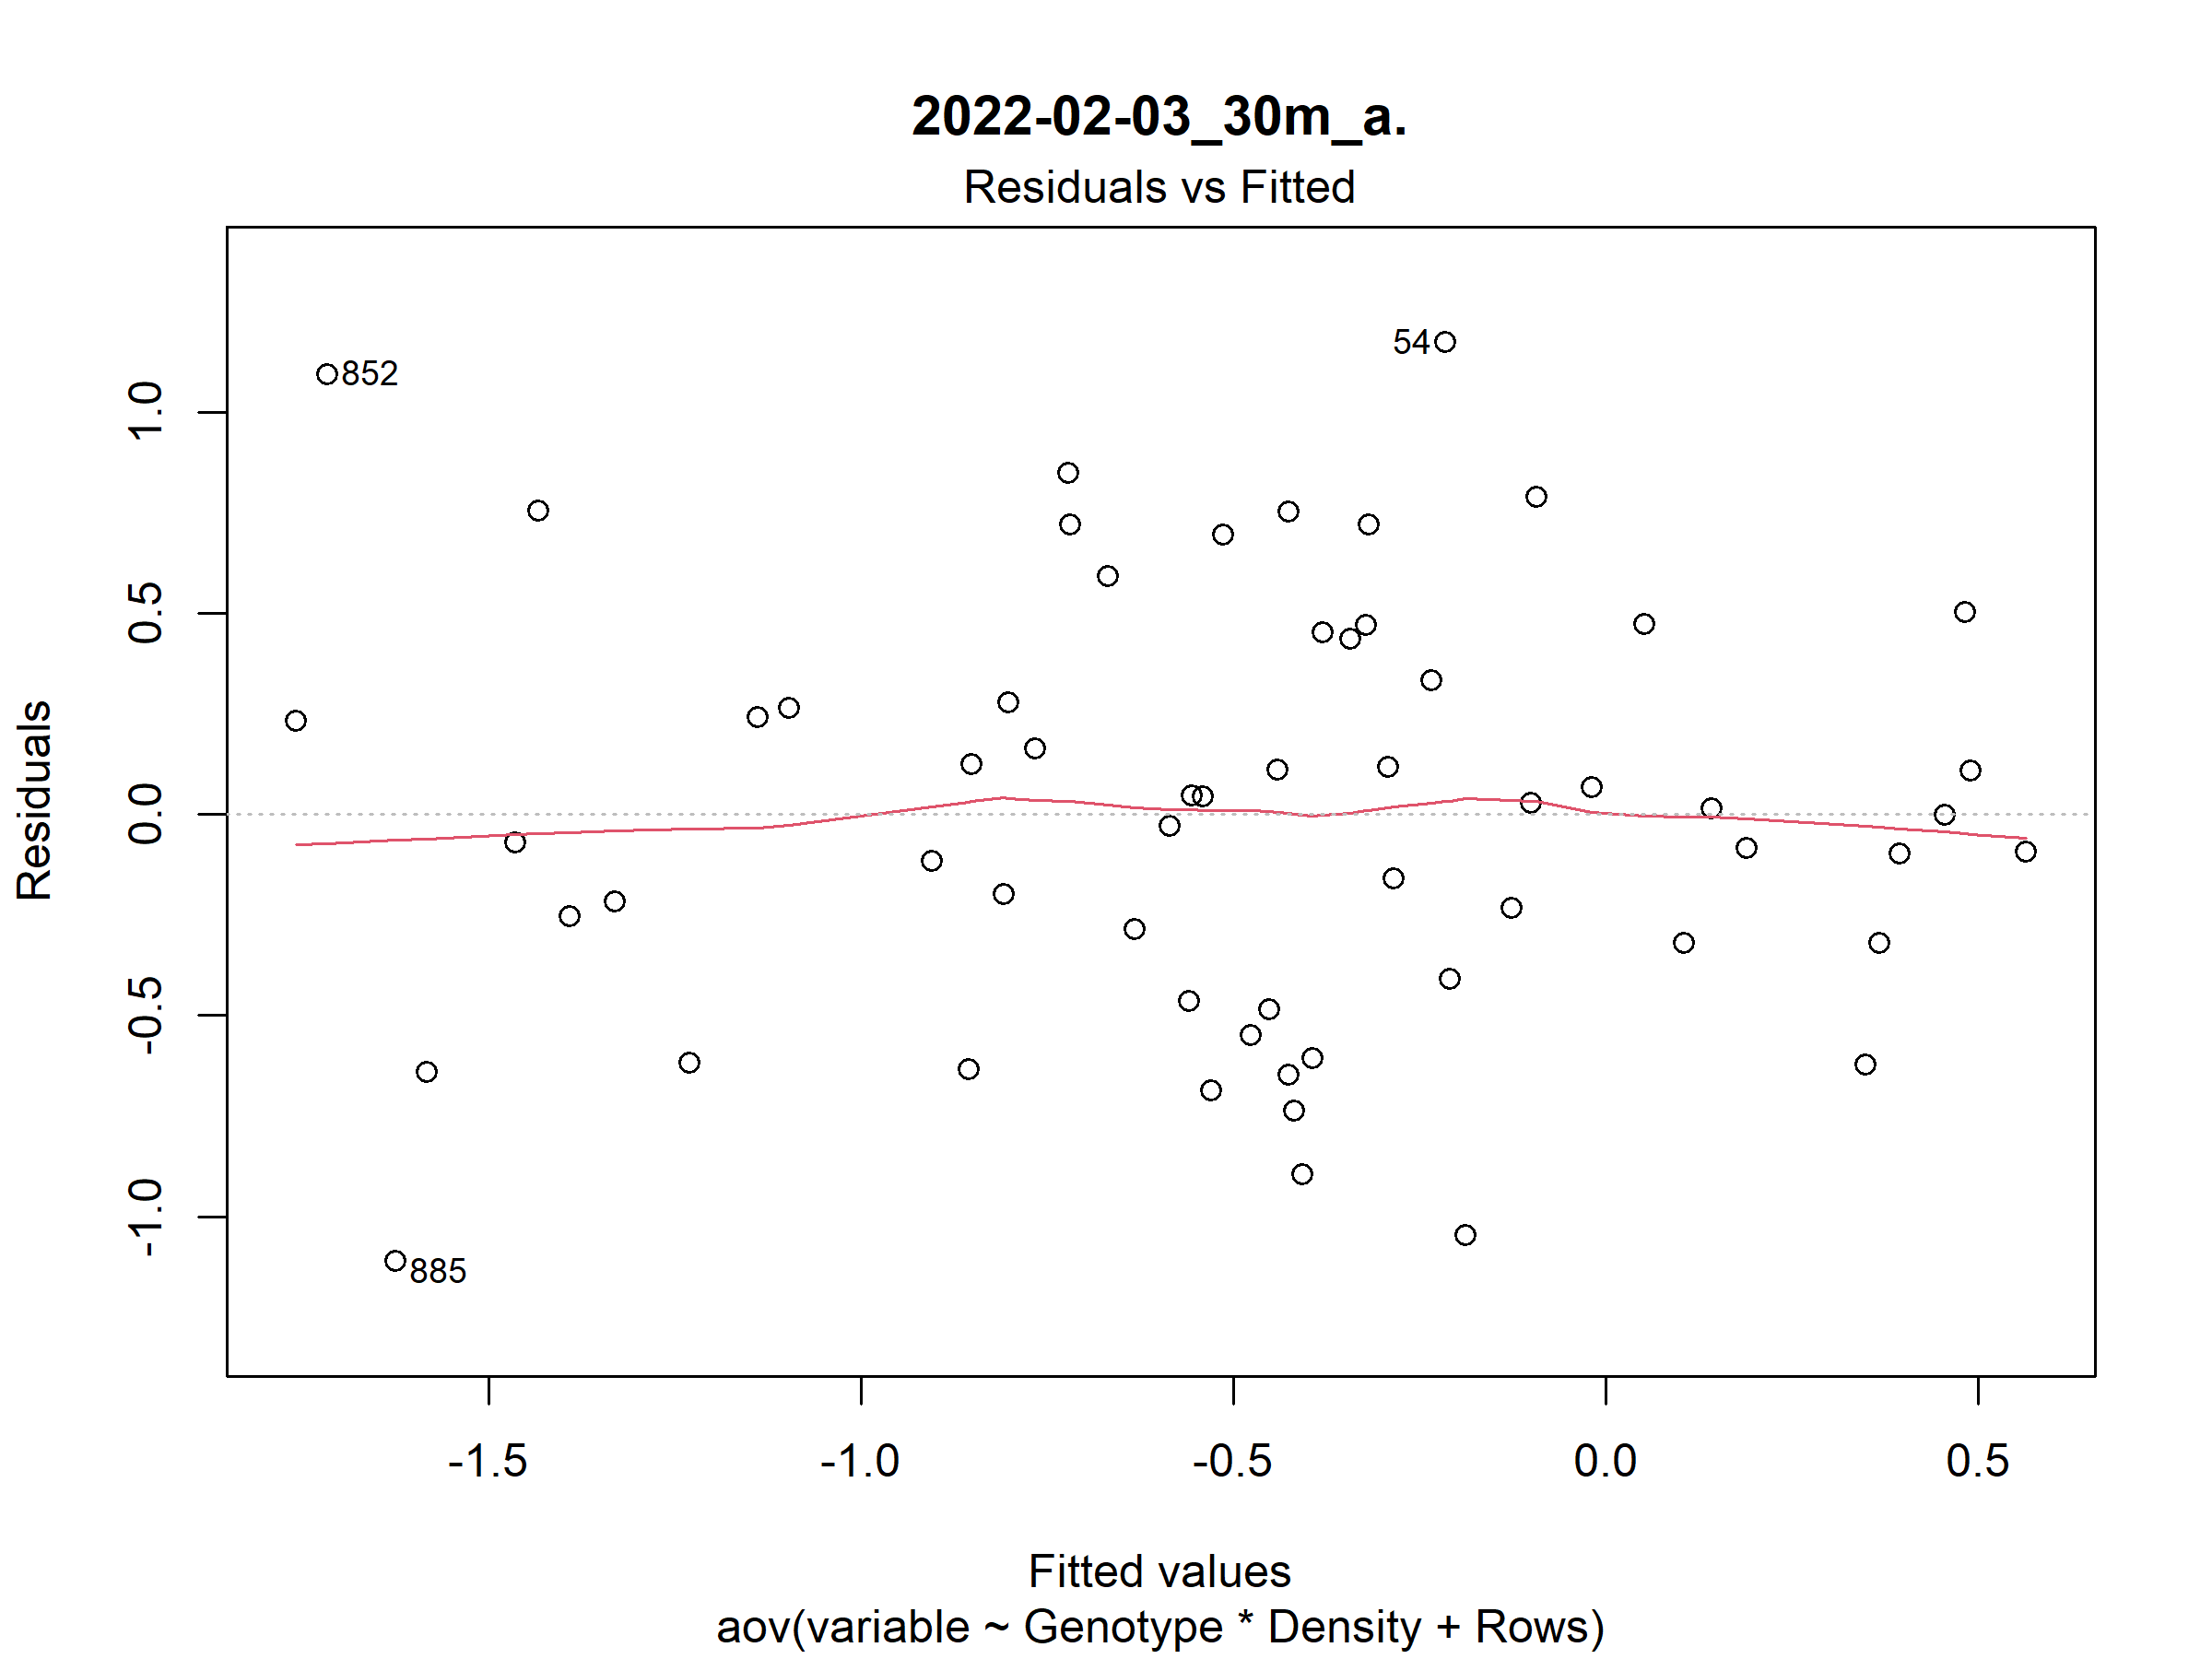 2022-02-03_30m_a.
Residuals vs Fitted
54
852
885
Residuals
1.0
0.5
0.0
-0.5
-1.0
-1.5 -1.0 -0.5 0.0 0.5
Fitted values
aov(variable ~ Genotype * Density + Rows)